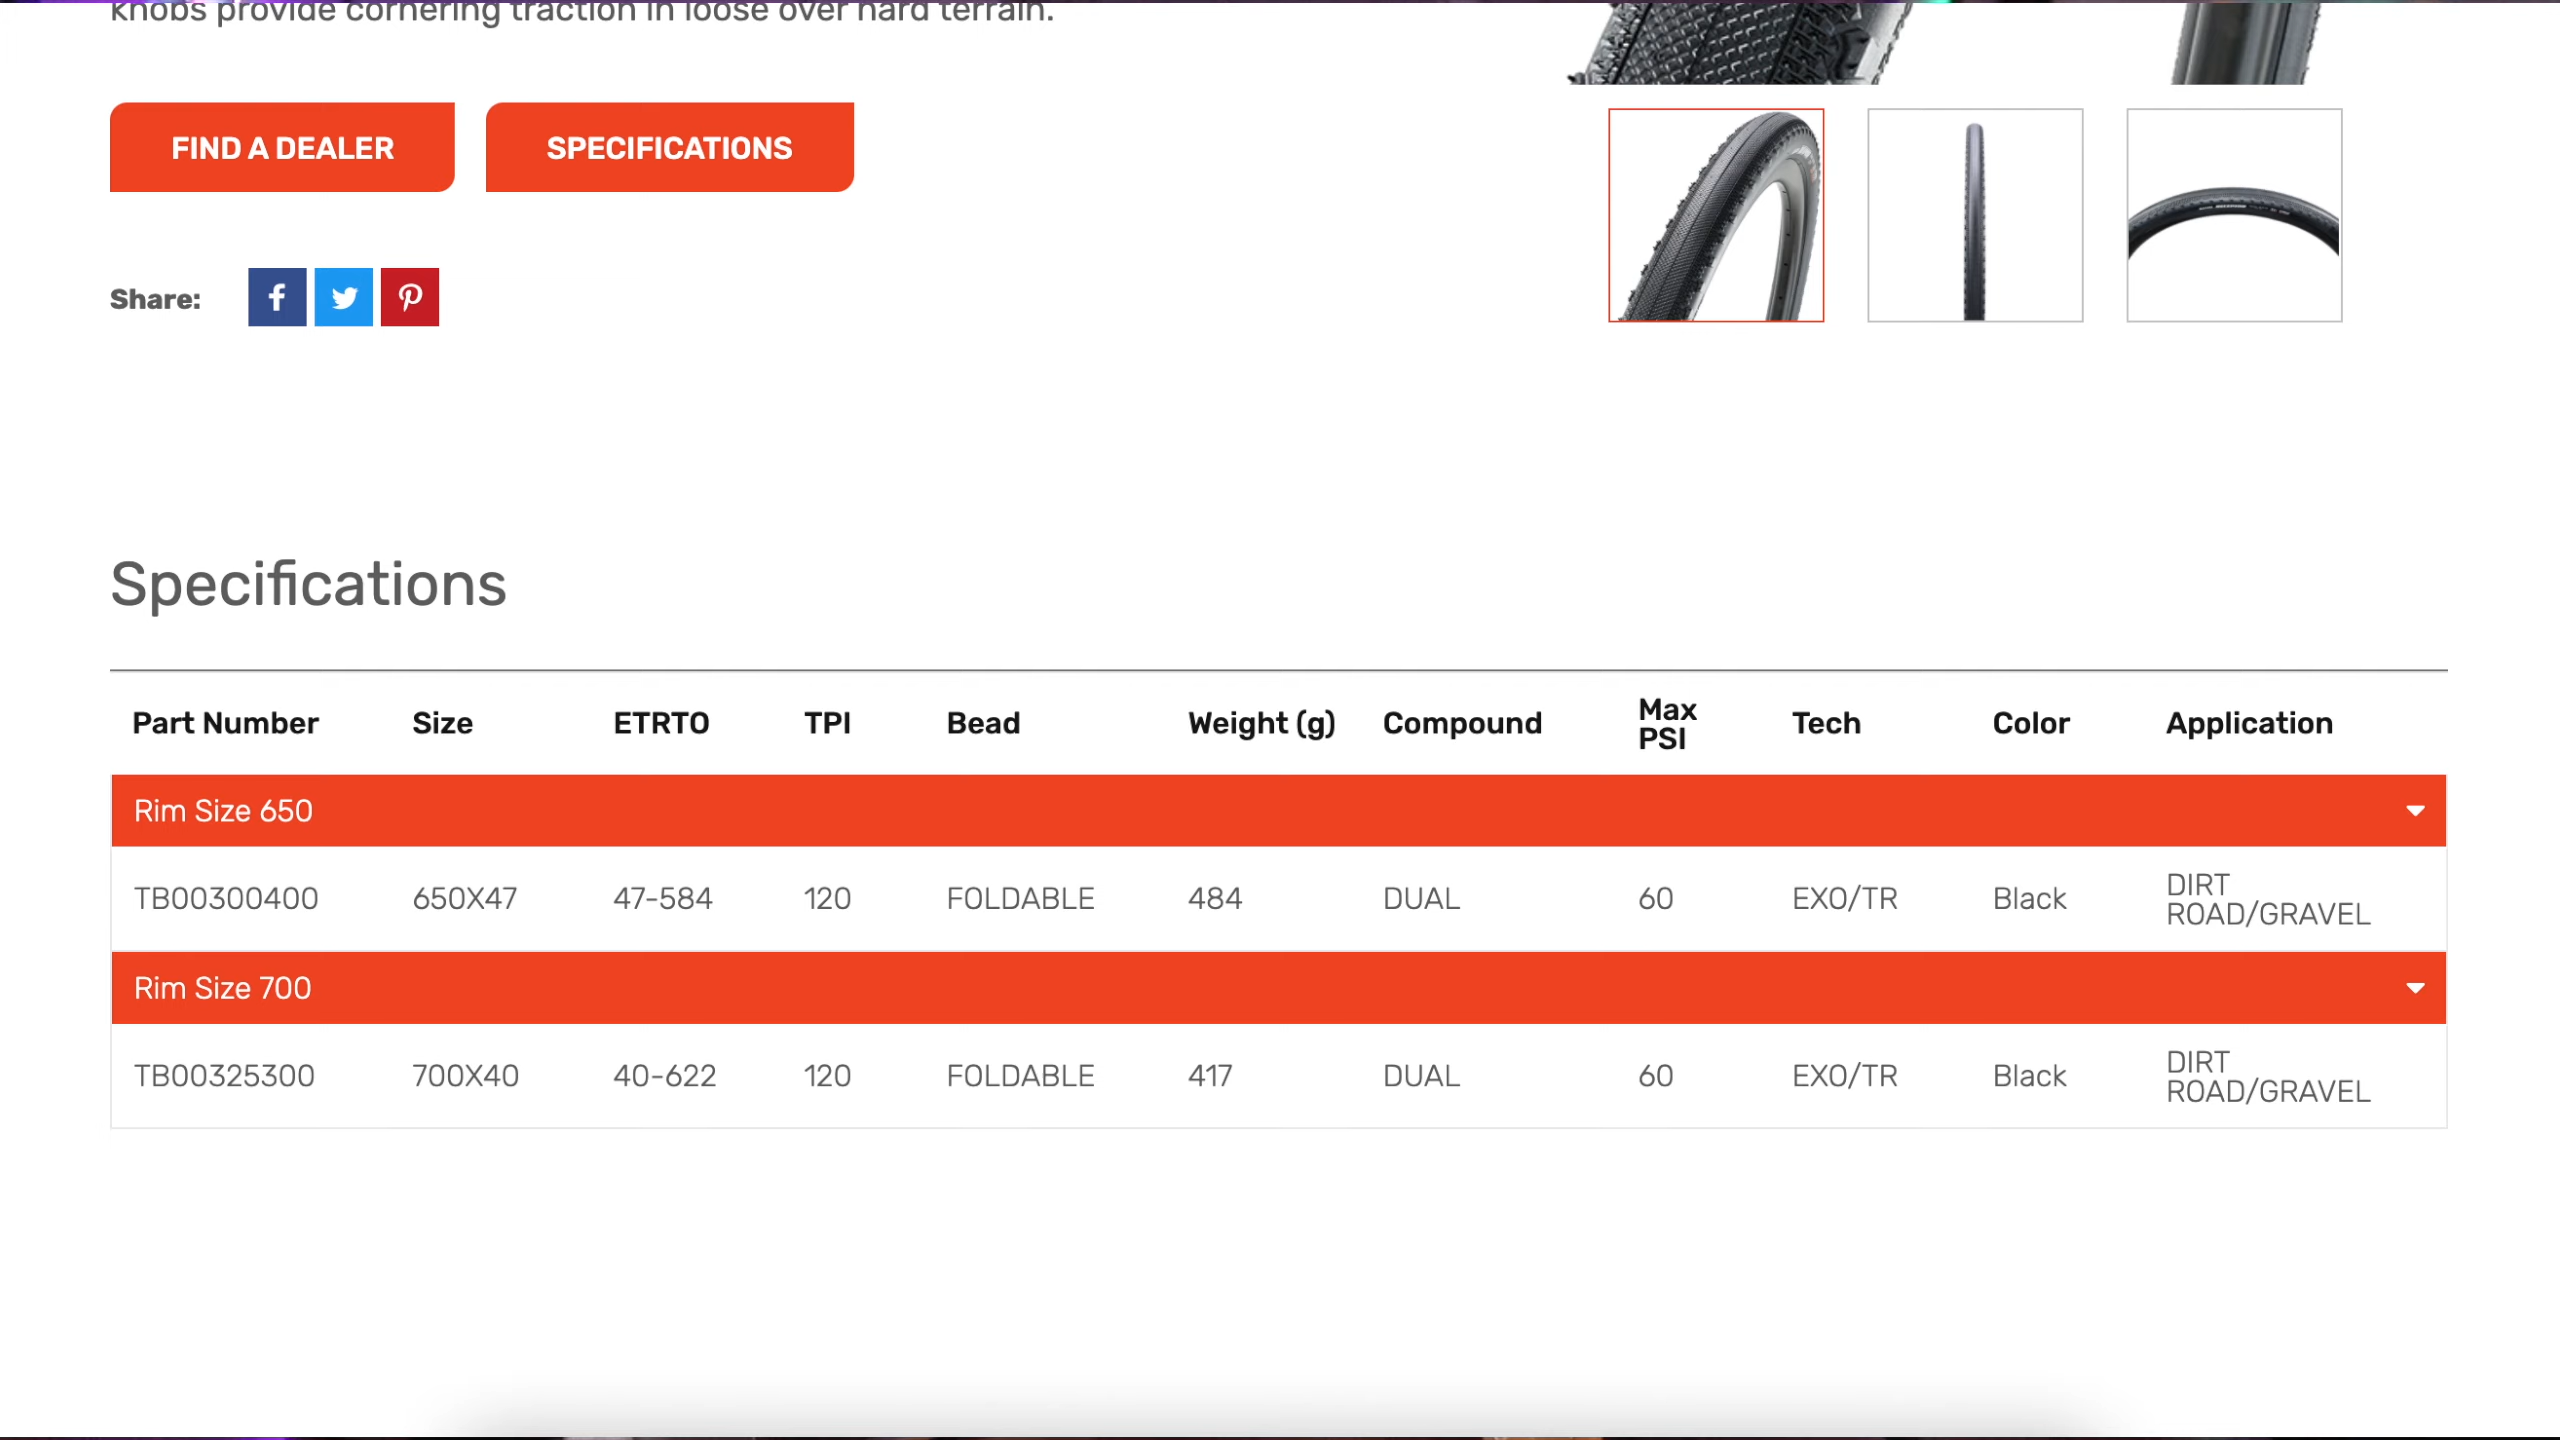 knobs provide cornering traction in loose over hard terrain.
FIND A DEALER
SPECIFICATIONS
Share:
Specifications
Part Number Size ETRTO TPI Bead Weight (g) Compound Max PSI Tech Color Application
Rim Size 650
TB00300400 650X47 47-584 120 FOLDABLE 484 DUAL 60 EXO/TR Black DIRT ROAD/GRAVEL
Rim Size 700
TB00325300 700X40 40-622 120 FOLDABLE 417 DUAL 60 EXO/TR Black DIRT ROAD/GRAVEL